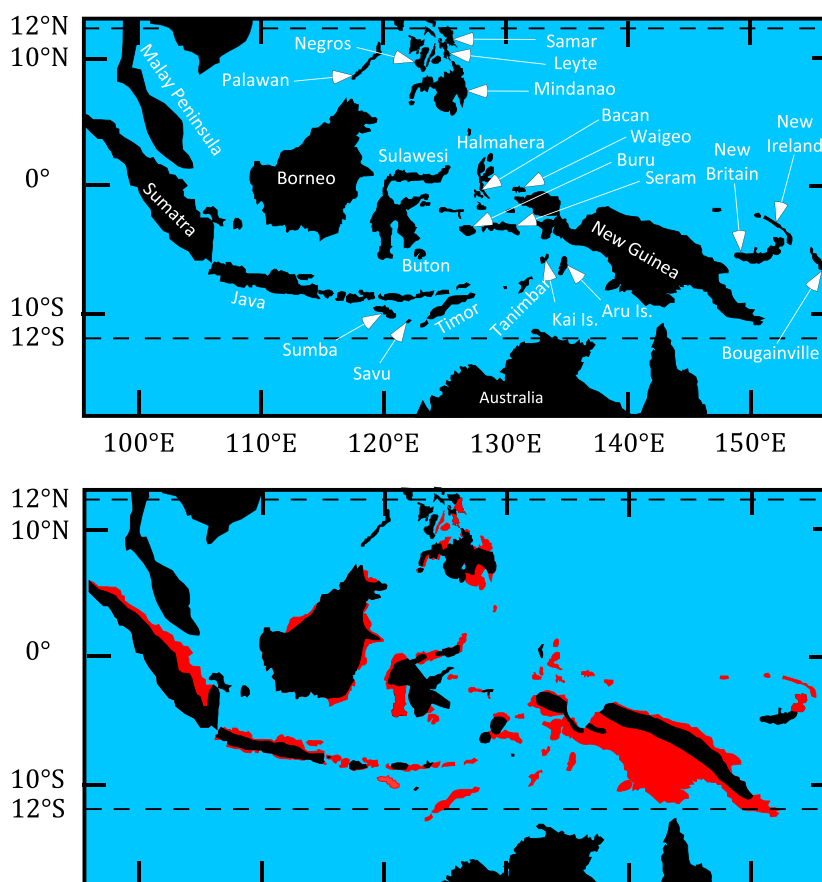 12°N
10°N
0°
10°S
12°S
Negros
Samar
Leyte
Palawan
Mindanao
Malay Peninsula
Bacan
Halmahera
Waigeo
New
Ireland
Sulawesi
Buru
New
Britain
Borneo
Seram
Sumatra
New Guinea
Buton
Java
Timor
Tanimbar
Aru Is.
Kai Is.
Sumba
Savu
Bougainville
Australia
100°E 110°E 120°E 130°E 140°E 150°E
12°N
10°N
0°
10°S
12°S